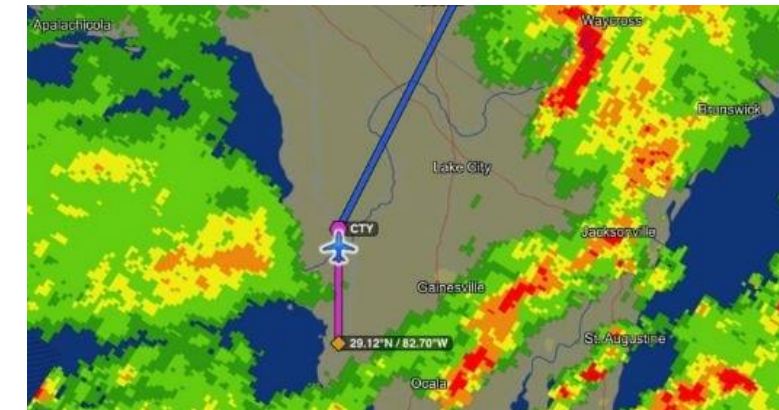 Apalachicola
Waycross
Brunswick
Lake City
CTY
Jacksonville
Gainesville
29.12°N / 82.70°W
St. Augustine
Ocala